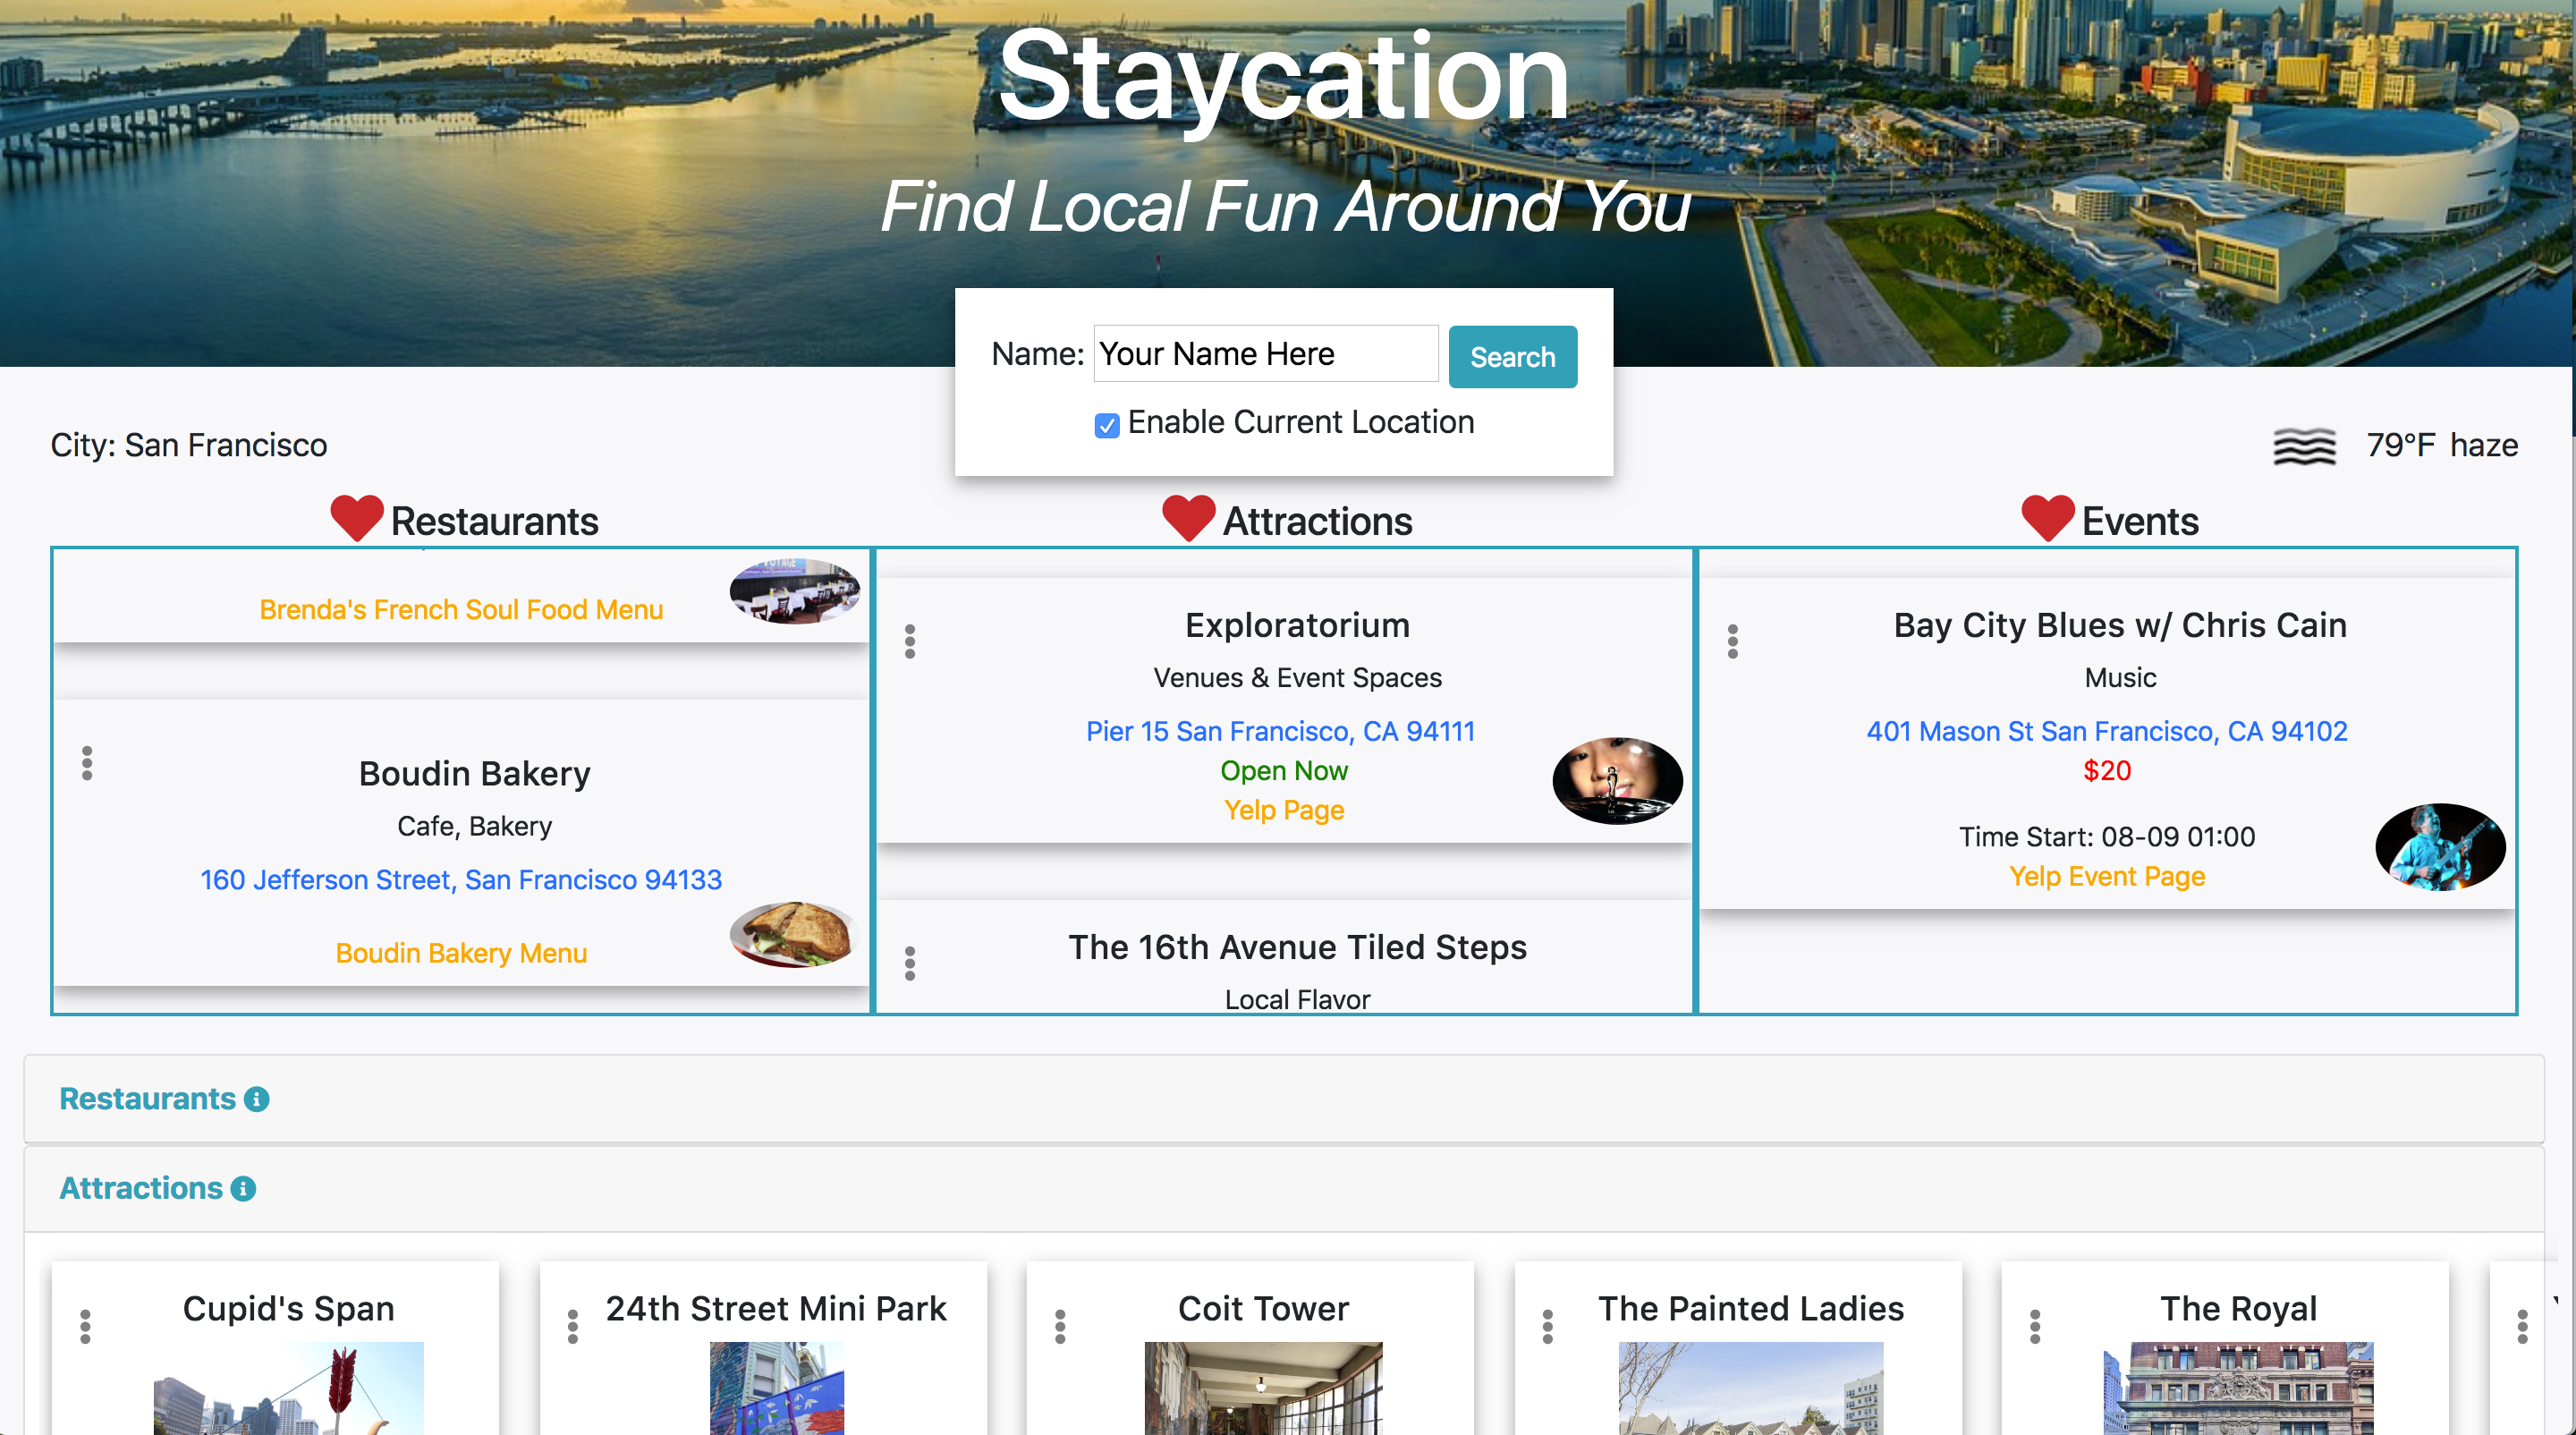 Staycation
Find Local Fun Around You
Name: Your Name Here Search
Enable Current Location
City: San Francisco
79°F haze
Restaurants
Brenda's French Soul Food Menu
Boudin Bakery
Cafe, Bakery
160 Jefferson Street, San Francisco 94133
Boudin Bakery Menu
Attractions
Exploratorium
Venues & Event Spaces
Pier 15 San Francisco, CA 94111
Open Now
Yelp Page
The 16th Avenue Tiled Steps
Local Flavor
Events
Bay City Blues w/ Chris Cain
Music
401 Mason St San Francisco, CA 94102
$20
Time Start: 08-09 01:00
Yelp Event Page
Restaurants
Attractions
Cupid's Span
24th Street Mini Park
Coit Tower
The Painted Ladies
The Royal